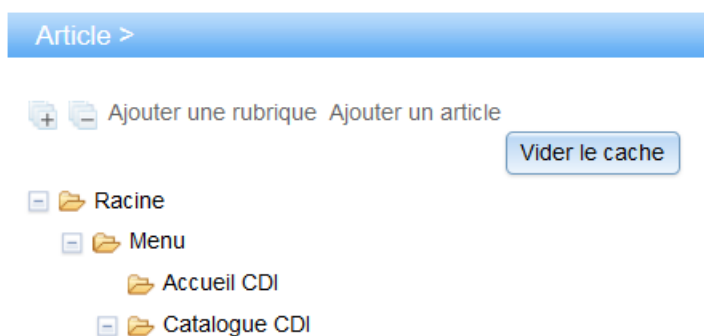 Article >
Ajouter une rubrique Ajouter un article
Vider le cache
Racine
Menu
Accueil CDI
Catalogue CDI